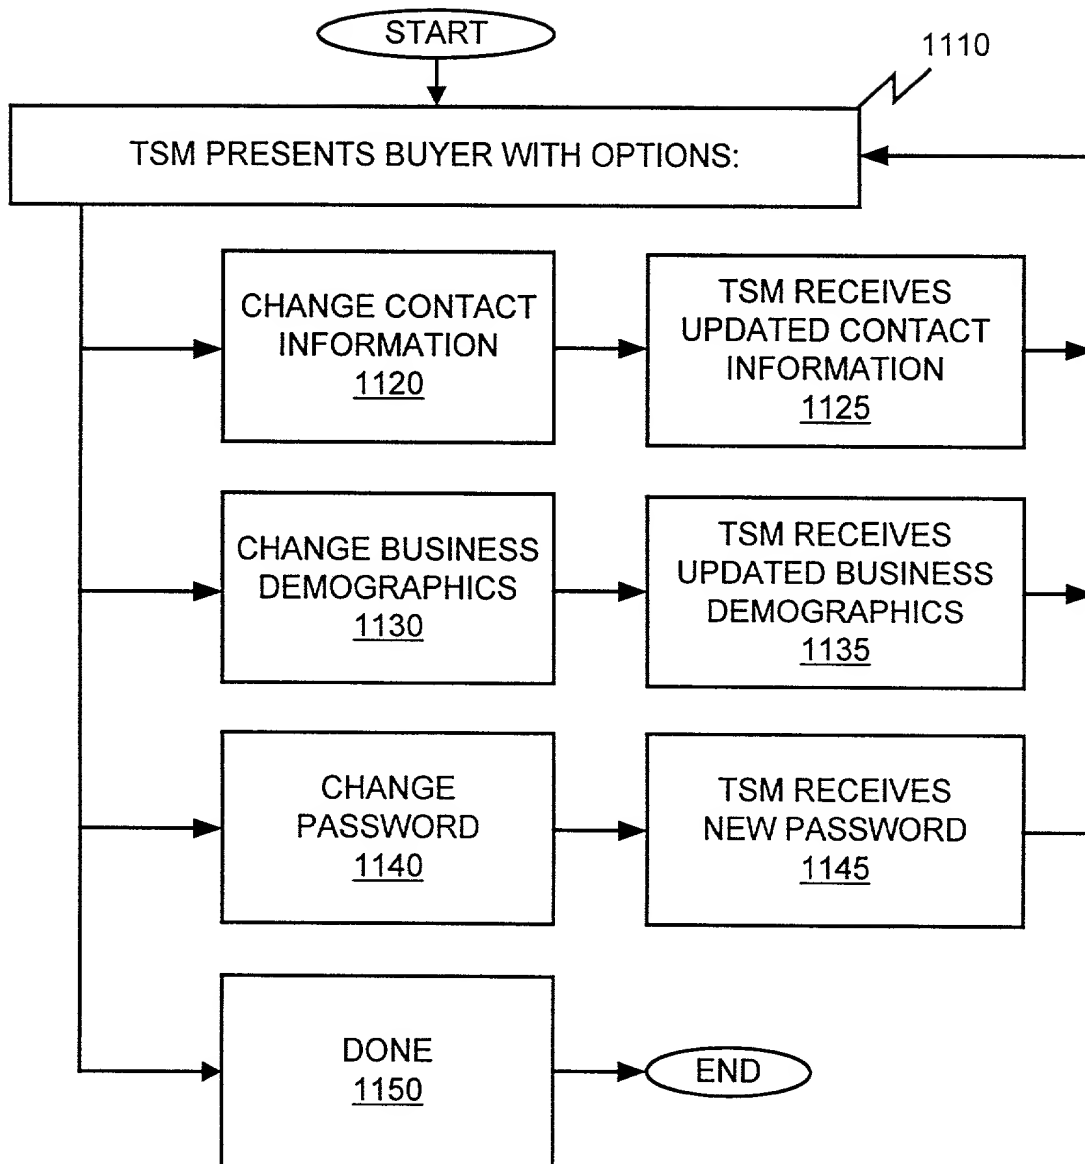 START
1110
TSM PRESENTS BUYER WITH OPTIONS:
CHANGE CONTACT
INFORMATION
1120
TSM RECEIVES
UPDATED CONTACT
INFORMATION
1125
CHANGE BUSINESS
DEMOGRAPHICS
1130
TSM RECEIVES
UPDATED BUSINESS
DEMOGRAPHICS
1135
CHANGE
PASSWORD
1140
TSM RECEIVES
NEW PASSWORD
1145
DONE
1150
END